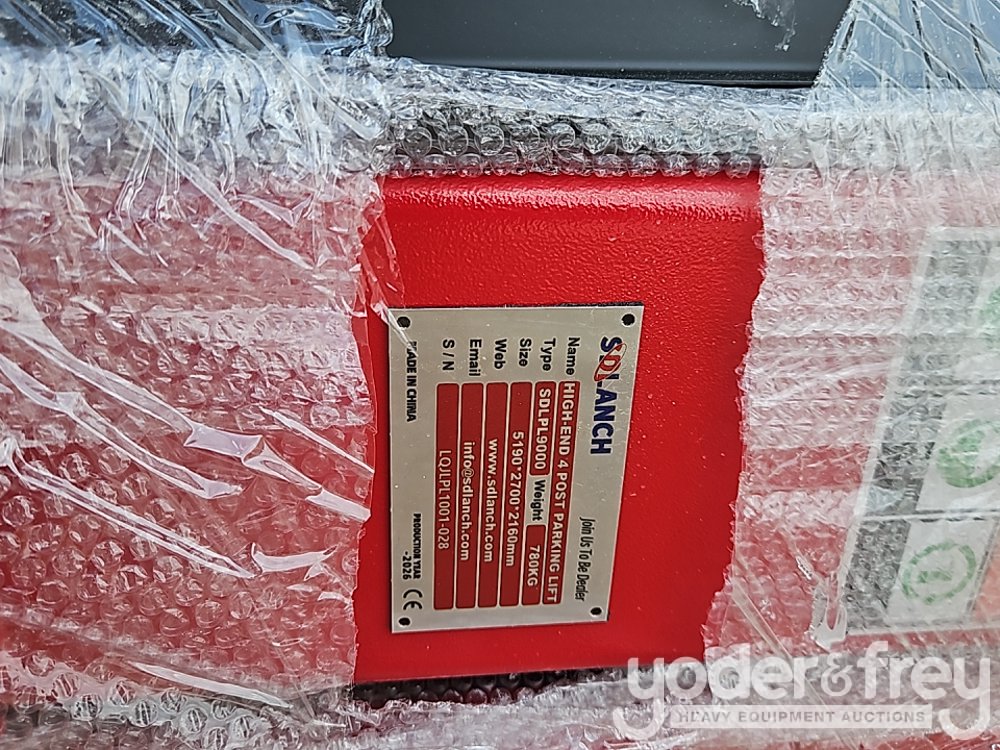 SDLANCH
Join Us To Be Dealer
Name HIGH-END 4 POST PARKING LIFT
Type SDLPL9000 Weight 780KG
Size 5190*2700*2160mm
Web www.sdlanch.com
Email info@sdlanch.com
S / N LQJLPL1001-028
MADE IN CHINA
PRODUCTION YEAR
-2026
CE
yoder&frey
HEAVY EQUIPMENT AUCTIONS